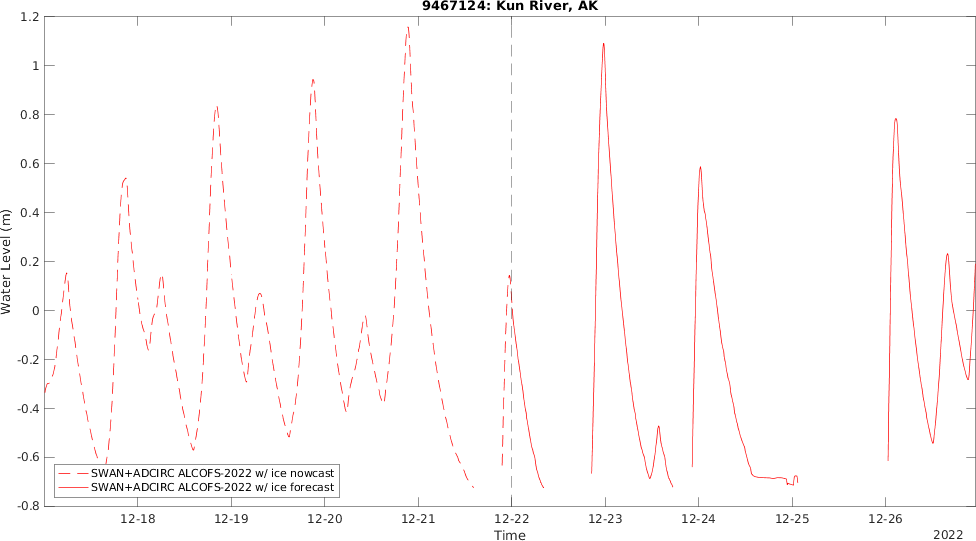 9467124: Kun River, AK
1.2
1
0.8
0.6
0.4
0.2
0
-0.2
-0.4
-0.6
-0.8
Water Level (m)
SWAN+ADCIRC ALCOFS-2022 w/ ice nowcast
SWAN+ADCIRC ALCOFS-2022 w/ ice forecast
12-18 12-19 12-20 12-21 12-22 12-23 12-24 12-25 12-26
Time
2022